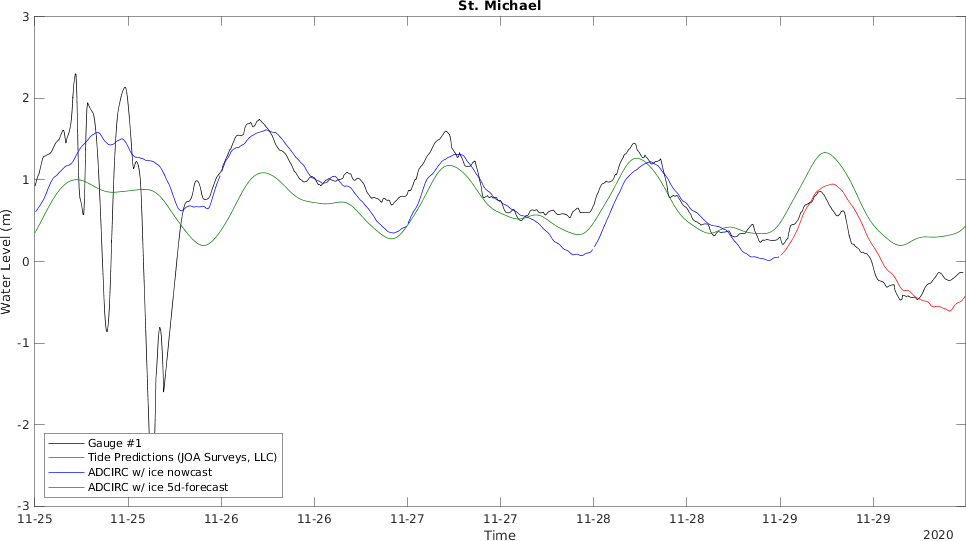 St. Michael
3
2
1
0
-1
-2
-3
Water Level (m)
Gauge #1
Tide Predictions (JOA Surveys, LLC)
ADCIRC w/ ice nowcast
ADCIRC w/ ice 5d-forecast
11-25 11-25 11-26 11-26 11-27 11-27 11-28 11-28 11-29 11-29
Time
2020